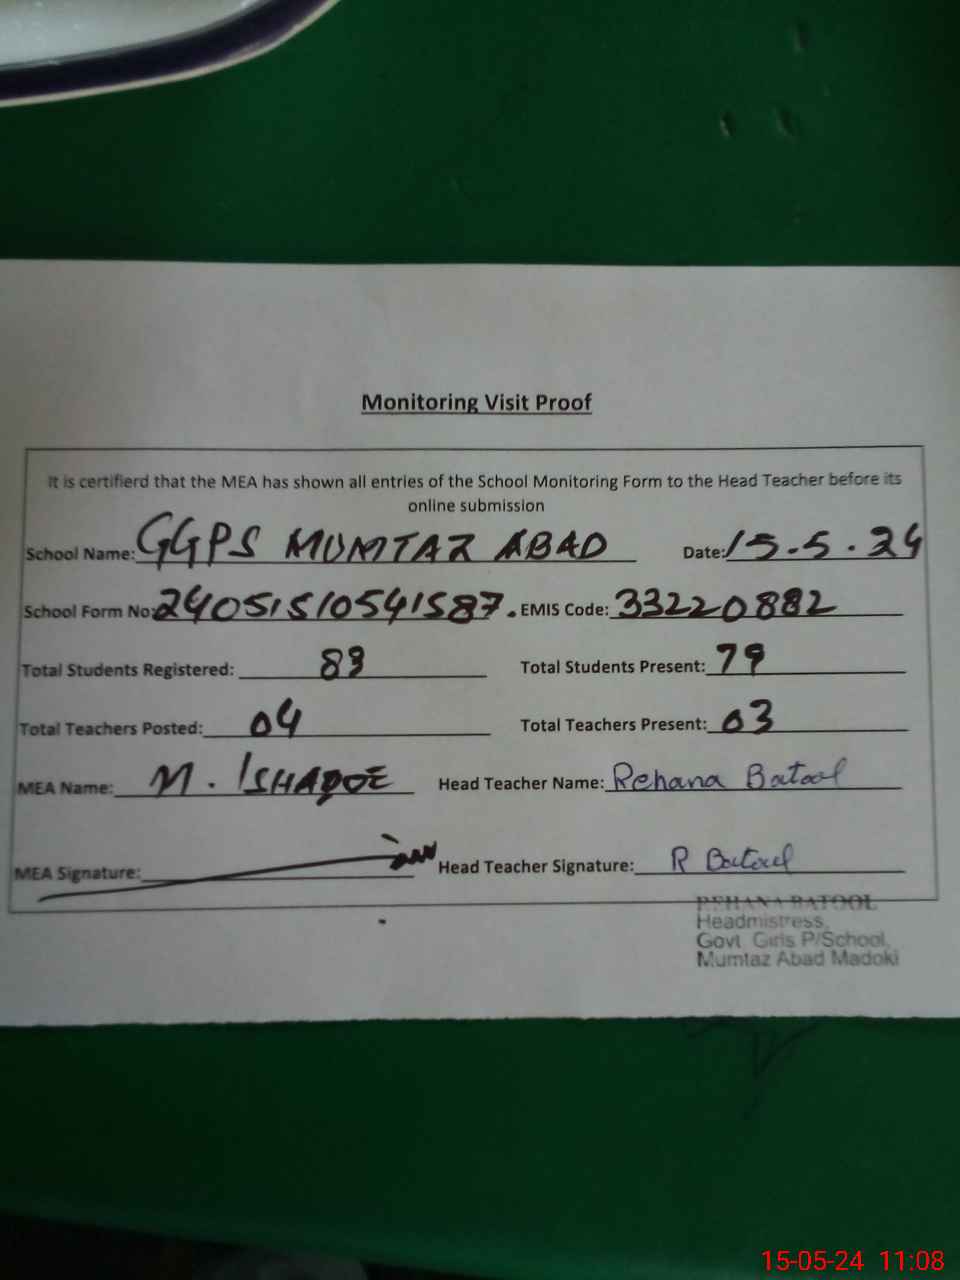 Monitoring Visit Proof
It is certifierd that the MEA has shown all entries of the School Monitoring Form to the Head Teacher before its
online submission
School Name: GGPS MUMTAZ ABAD Date: 15.5.24
School Form No: 24051510541587. EMIS Code: 33220882
Total Students Registered: 89 Total Students Present: 79
Total Teachers Posted: 04 Total Teachers Present: 03
MEA Name: M. ISHAQUE Head Teacher Name: Rehana Batool
MEA Signature: Head Teacher Signature: R Batool
REHANA BATOOL
Headmistress,
Govt Girls P/School,
Mumtaz Abad Madoki
15-05-24 11:08